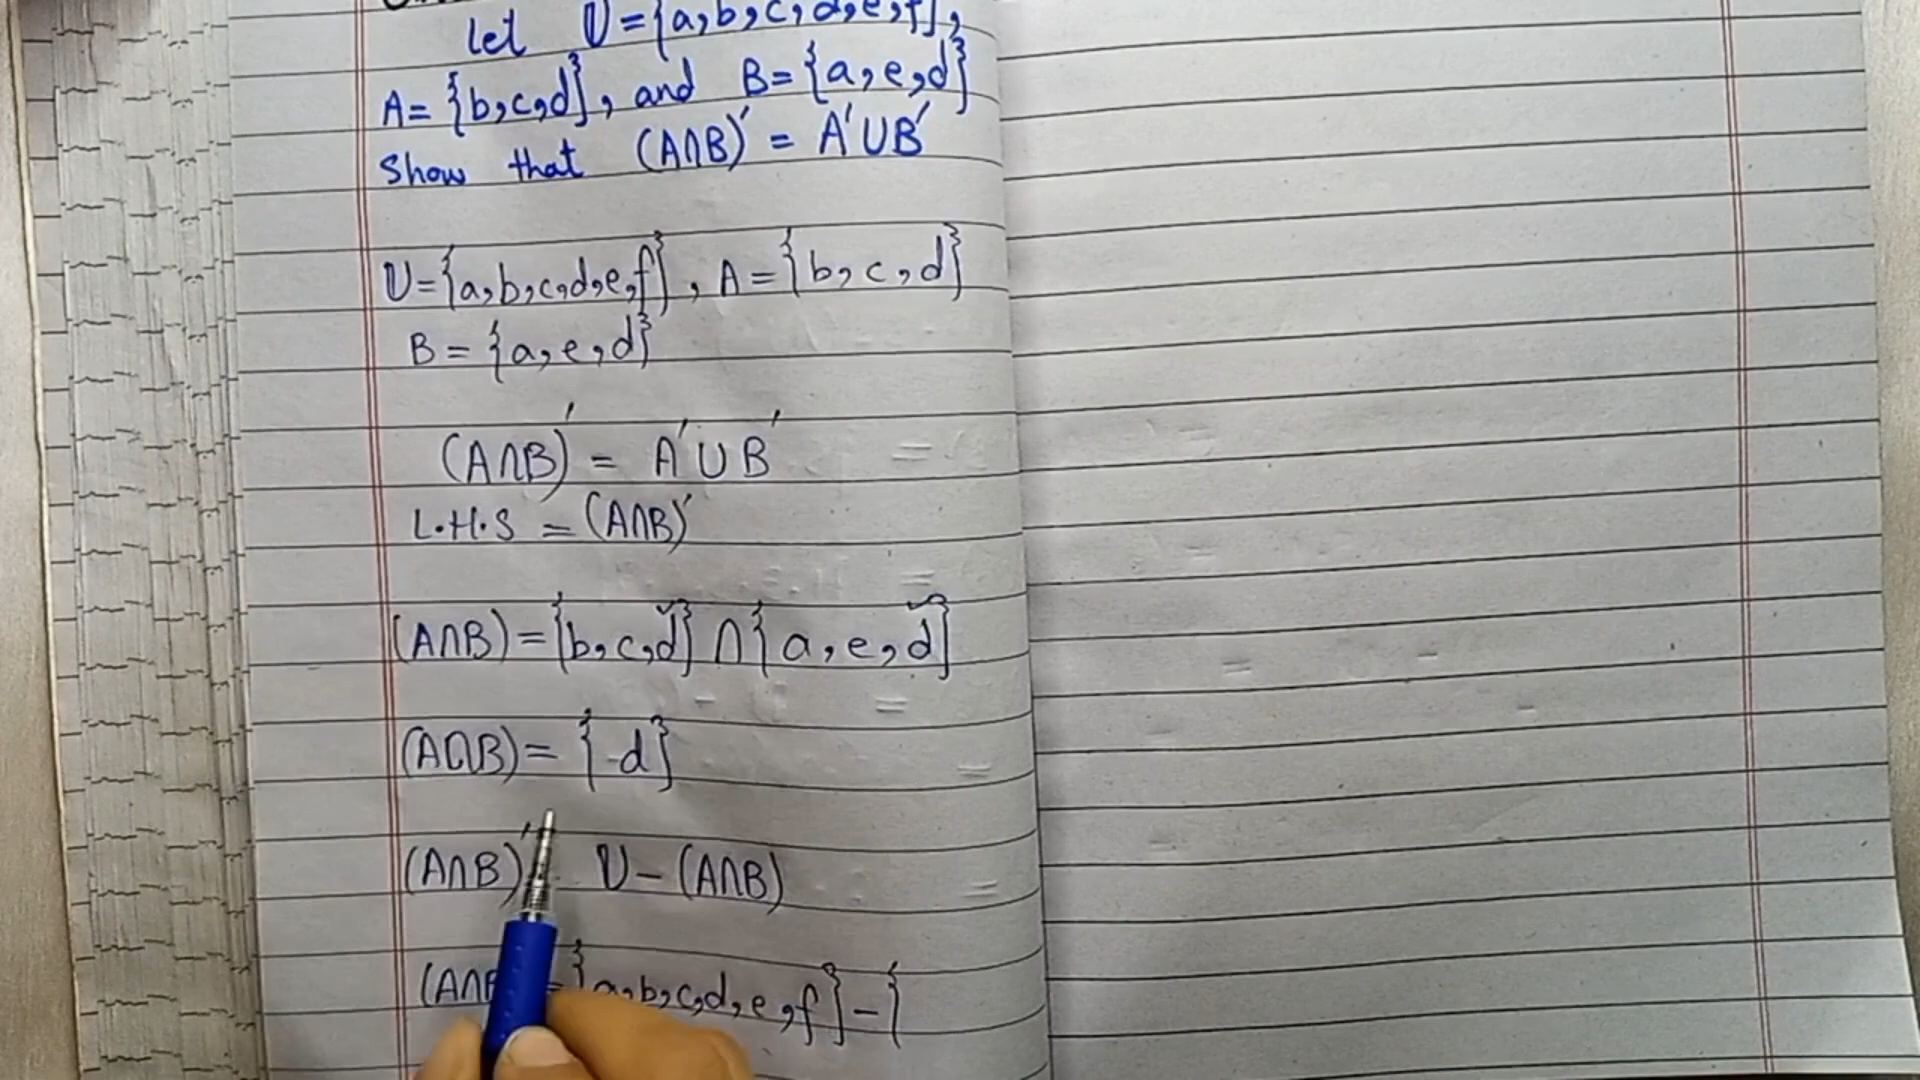 Let U={a,b,c,d,e,f},
A={b,c,d}, and B={a,e,d}
Show that (A∩B)′ = A′∪B′
U={a,b,c,d,e,f}, A={b,c,d}
B={a,e,d}
(A∩B)′ = A′∪B′
L.H.S = (A∩B)′
(A∩B)={b,c,d}∩{a,e,d}
(A∩B)={d}
(A∩B)′ U-(A∩B)
(A∩ = {a,b,c,d,e,f}-{